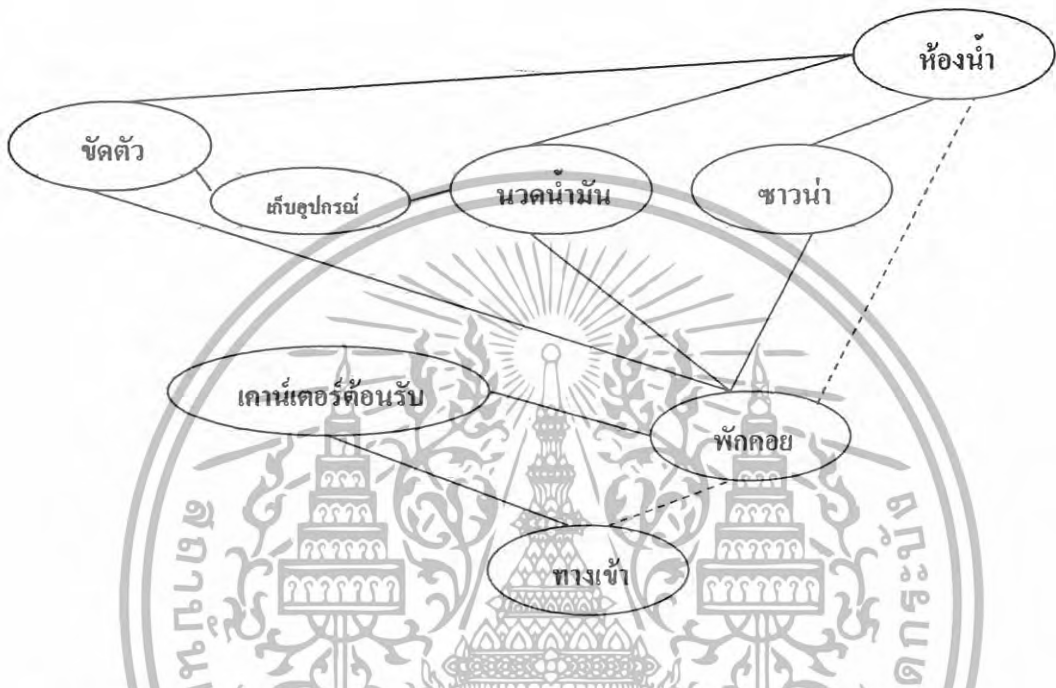 ห้องน้ำ
ขัดตัว
เก็บอุปกรณ์
นวดน้ำมัน
ซาวน่า
เคาน์เตอร์ต้อนรับ
พักคอย
ทางเข้า